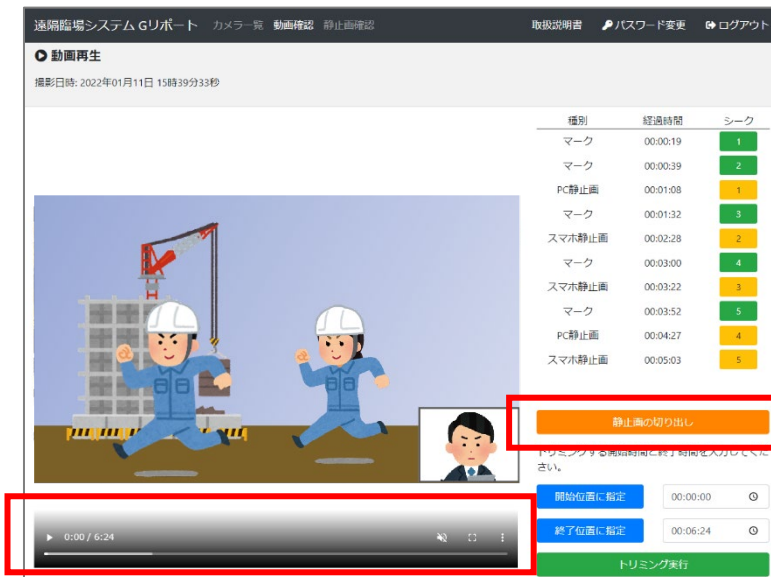 遠隔臨場システム Gリポート カメラ一覧 動画確認 静止画確認 取扱説明書 パスワード変更 ログアウト
動画再生
撮影日時: 2022年01月11日 15時39分33秒
種別 経過時間 シーク
マーク 00:00:19 1
マーク 00:00:39 2
PC静止画 00:01:08 1
マーク 00:01:32 3
スマホ静止画 00:02:28 2
マーク 00:03:00 4
スマホ静止画 00:03:22 3
マーク 00:03:52 5
PC静止画 00:04:27 4
スマホ静止画 00:05:03 5
静止画の切り出し
トリミングする開始時間と終了時間を入力してくだ
さい。
開始位置に指定 00:00:00
終了位置に指定 00:06:24
トリミング実行
0:00 / 6:24